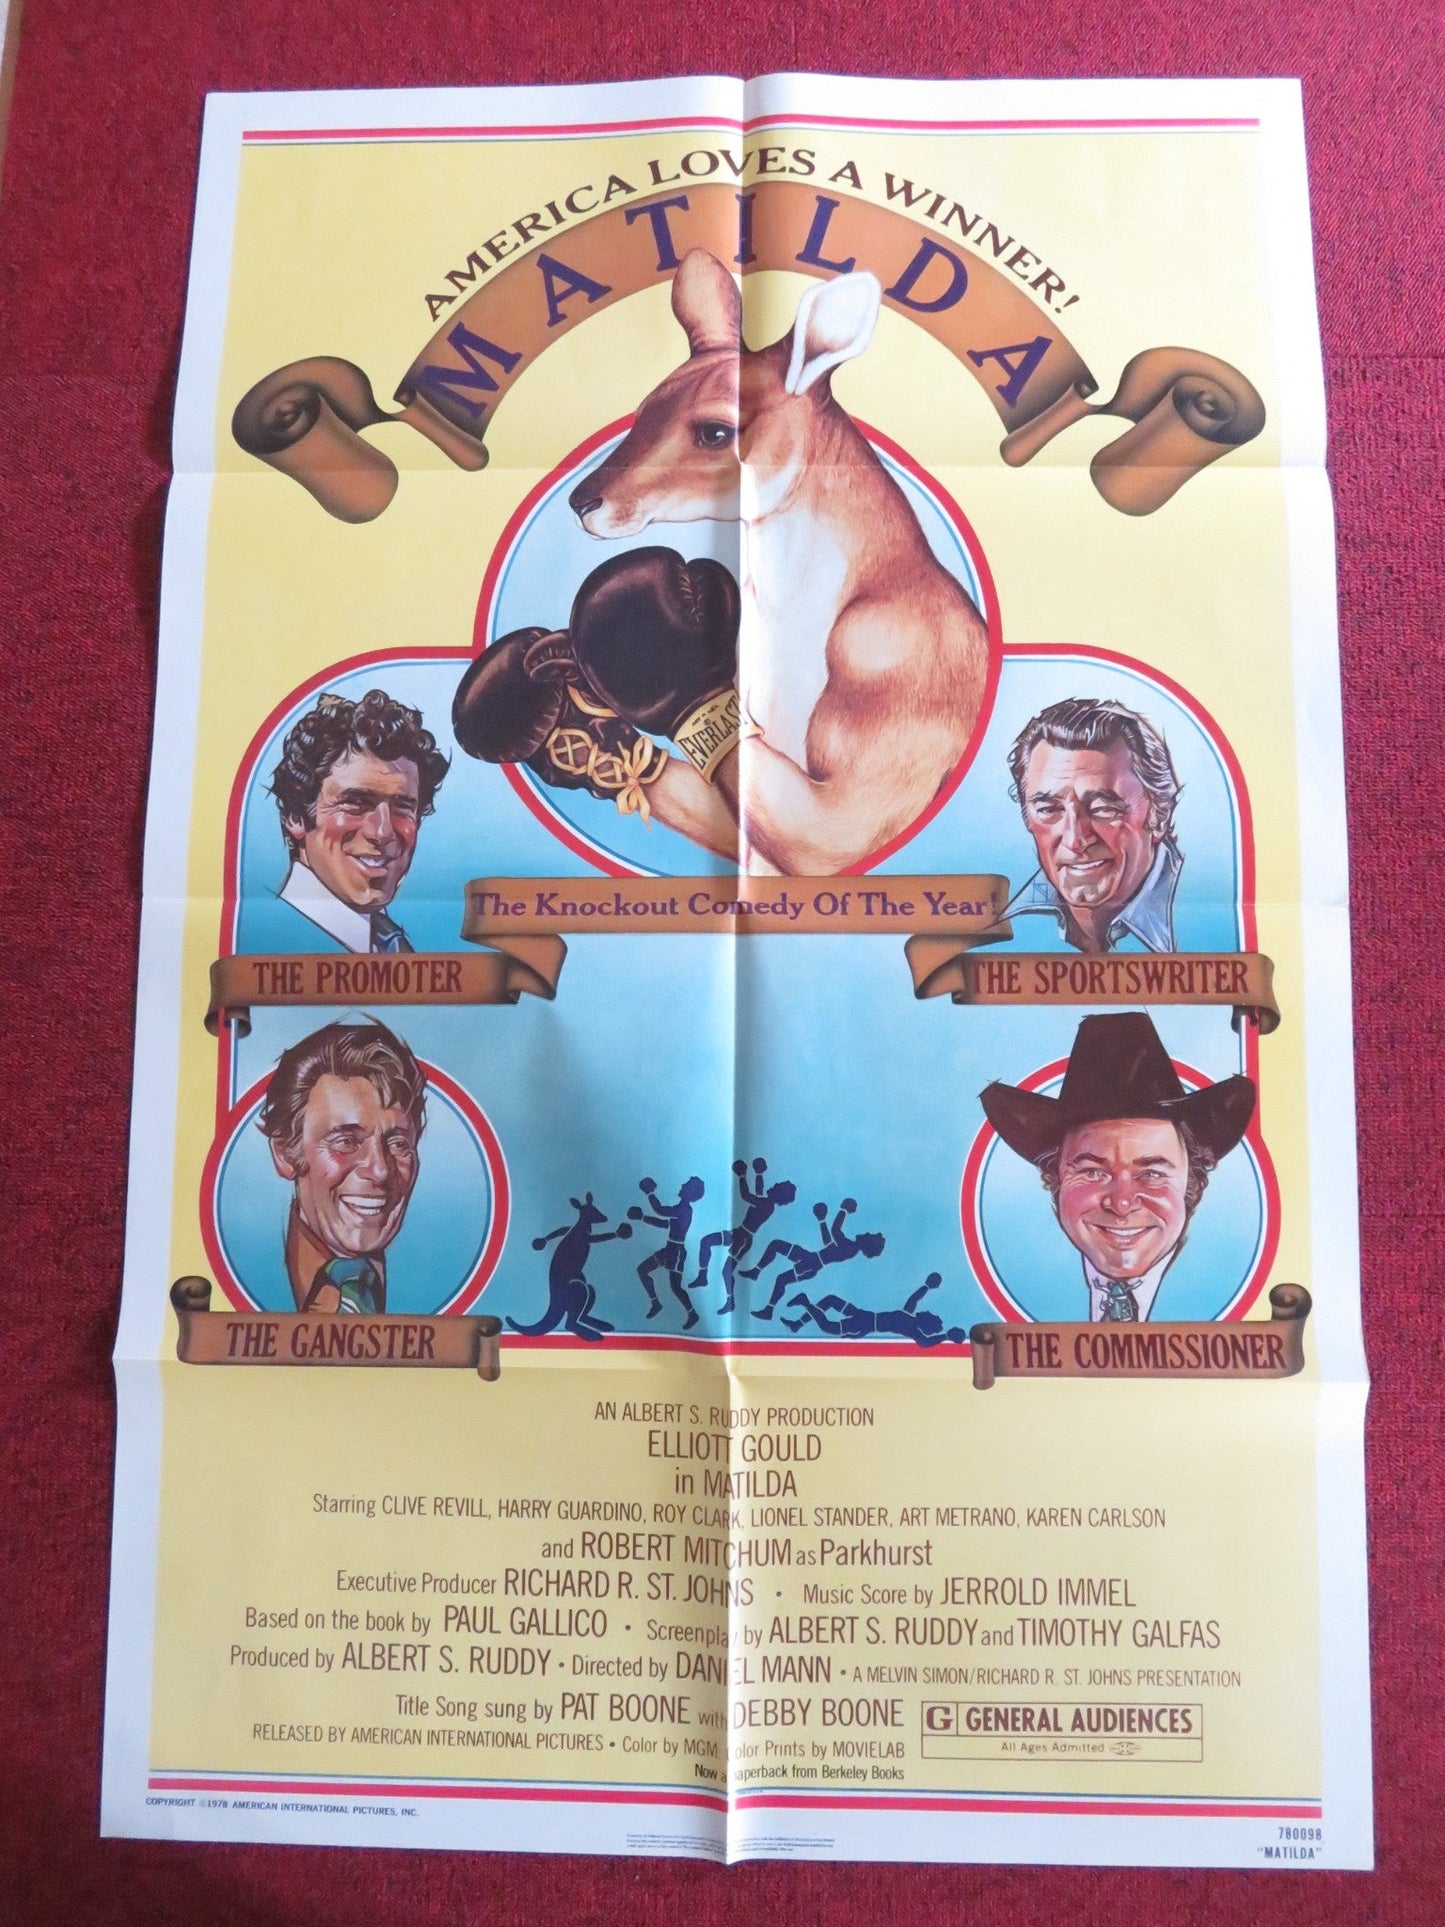 AMERICA LOVES A WINNER!
MATILDA
EVERLAST
The Knockout Comedy Of The Year!
THE PROMOTER
THE SPORTSWRITER
THE GANGSTER
THE COMMISSIONER
AN ALBERT S. RUDDY PRODUCTION
ELLIOTT GOULD
in MATILDA
Starring CLIVE REVILL, HARRY GUARDINO, ROY CLARK, LIONEL STANDER, ART METRANO, KAREN CARLSON
and ROBERT MITCHUM as Parkhurst
Executive Producer RICHARD R. ST. JOHNS • Music Score by JERROLD IMMEL
Based on the book by PAUL GALLICO • Screenplay by ALBERT S. RUDDY and TIMOTHY GALFAS
Produced by ALBERT S. RUDDY • Directed by DANIEL MANN • A MELVIN SIMON/RICHARD R. ST. JOHNS PRESENTATION
Title Song sung by PAT BOONE with DEBBY BOONE
G GENERAL AUDIENCES
All Ages Admitted
RELEASED BY AMERICAN INTERNATIONAL PICTURES • Color by MGM Color Prints by MOVIELAB
Now a paperback from Berkeley Books
COPYRIGHT ©1978 AMERICAN INTERNATIONAL PICTURES, INC.
780098
"MATILDA"